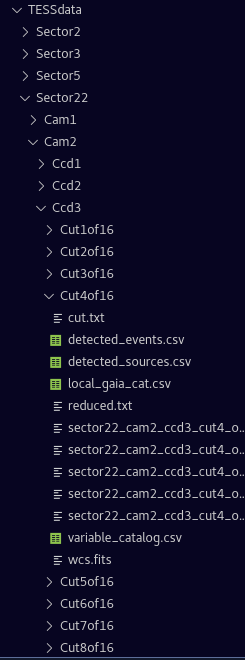 TESSdata
Sector2
Sector3
Sector5
Sector22
Cam1
Cam2
Ccd1
Ccd2
Ccd3
Cut1of16
Cut2of16
Cut3of16
Cut4of16
cut.txt
detected_events.csv
detected_sources.csv
local_gaia_cat.csv
reduced.txt
sector22_cam2_ccd3_cut4_o...
sector22_cam2_ccd3_cut4_o...
sector22_cam2_ccd3_cut4_o...
sector22_cam2_ccd3_cut4_o...
sector22_cam2_ccd3_cut4_o...
variable_catalog.csv
wcs.fits
Cut5of16
Cut6of16
Cut7of16
Cut8of16